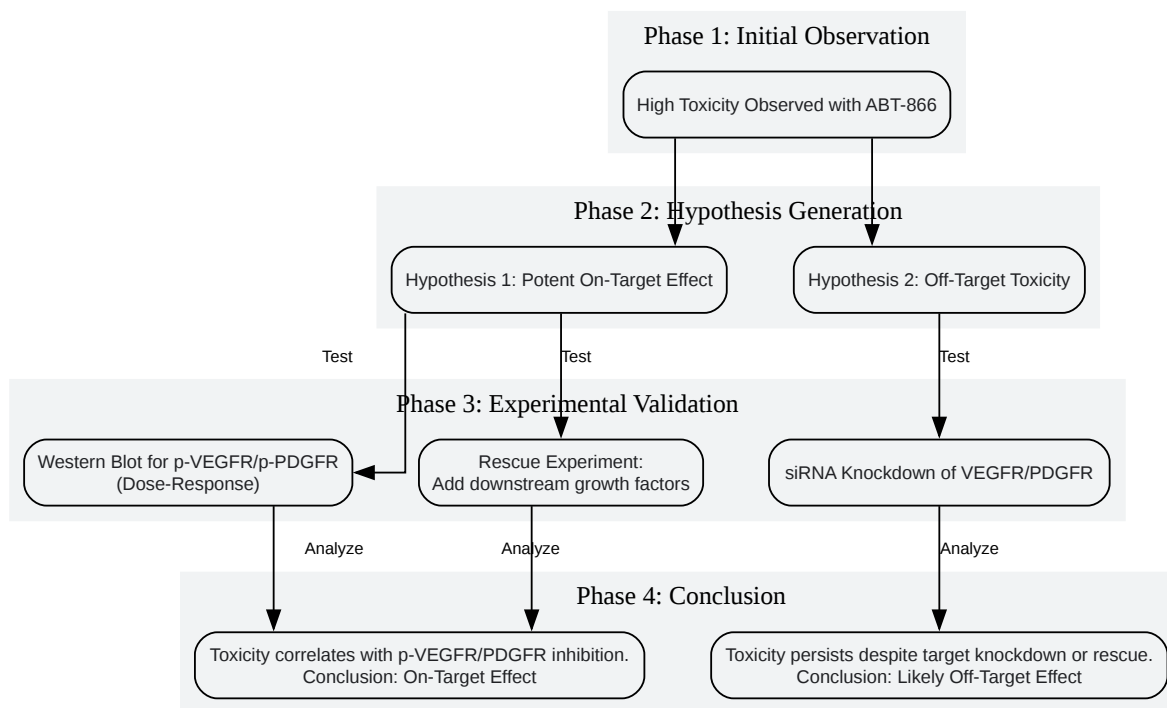 Phase 1: Initial Observation
High Toxicity Observed with ABT-866
Phase 2: Hypothesis Generation
Hypothesis 1: Potent On-Target Effect
Hypothesis 2: Off-Target Toxicity
Test
Test
Test
Phase 3: Experimental Validation
Western Blot for p-VEGFR/p-PDGFR
(Dose-Response)
Rescue Experiment:
Add downstream growth factors
siRNA Knockdown of VEGFR/PDGFR
Analyze
Analyze
Analyze
Phase 4: Conclusion
Toxicity correlates with p-VEGFR/PDGFR inhibition.
Conclusion: On-Target Effect
Toxicity persists despite target knockdown or rescue.
Conclusion: Likely Off-Target Effect